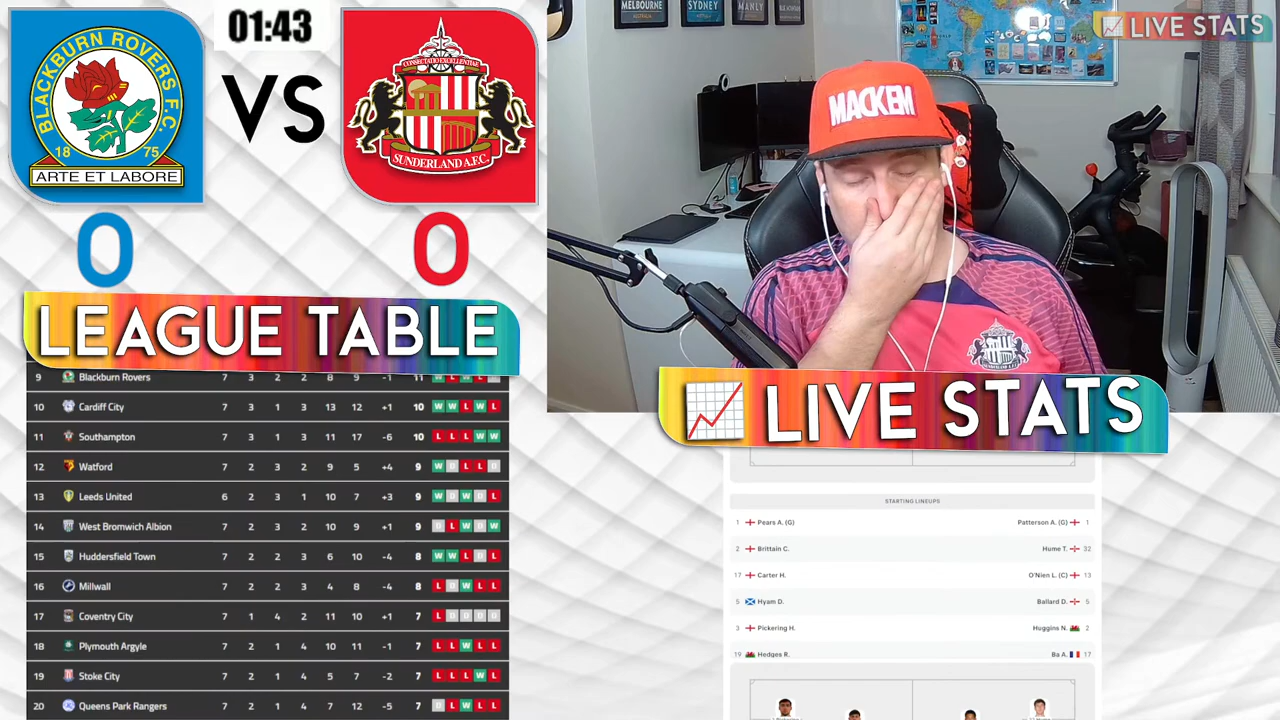 BLACKBURN ROVERS F.C.
18 75
ARTE ET LABORE
01:43
VS
CONSECTATIO EXCELLENTIAE
SUNDERLAND A.F.C.
0 0
LEAGUE TABLE
9 Blackburn Rovers 7 3 2 2 8 9 -1 11 W L W L
10 Cardiff City 7 3 1 3 13 12 +1 10 W W L W L
11 Southampton 7 3 1 3 11 17 -6 10 L L L W W
12 Watford 7 2 3 2 9 5 +4 9 W D L L D
13 Leeds United 6 2 3 1 10 7 +3 9 W D W D L
14 West Bromwich Albion 7 2 3 2 10 9 +1 9 D L W D W
15 Huddersfield Town 7 2 2 3 6 10 -4 8 W W L D L
16 Millwall 7 2 2 3 4 8 -4 8 L D W L L
17 Coventry City 7 1 4 2 11 10 +1 7 L D D D D
18 Plymouth Argyle 7 2 1 4 10 11 -1 7 L L W L L
19 Stoke City 7 2 1 4 5 7 -2 7 L L L W L
20 Queens Park Rangers 7 2 1 4 7 12 -5 7 D L W L L
MELBOURNE
AUSTRALIA
SYDNEY
MANLY
LIVE STATS
MACKEM
LIVE STATS
STARTING LINEUPS
1 Pears A. (G) Patterson A. (G) 1
2 Brittain C. Hume T. 32
17 Carter H. O'Nien L. (C) 13
5 Hyam D. Ballard D. 5
3 Pickering H. Huggins N. 2
19 Hedges R. Ba A. 17